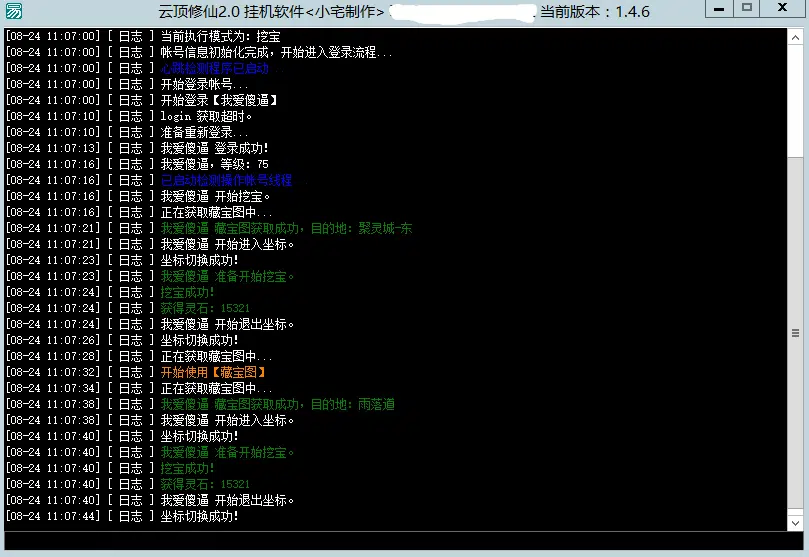 云顶修仙2.0 挂机软件<小宅制作> 当前版本：1.4.6
[08-24 11:07:00] [ 日志 ] 当前执行模式为：挖宝
[08-24 11:07:00] [ 日志 ] 帐号信息初始化完成，开始进入登录流程...
[08-24 11:07:00] [ 日志 ] 心跳检测程序已启动...
[08-24 11:07:00] [ 日志 ] 开始登录帐号...
[08-24 11:07:00] [ 日志 ] 开始登录【我爱傻逼】
[08-24 11:07:10] [ 日志 ] login 获取超时。
[08-24 11:07:10] [ 日志 ] 准备重新登录...
[08-24 11:07:13] [ 日志 ] 我爱傻逼 登录成功！
[08-24 11:07:16] [ 日志 ] 我爱傻逼，等级：75
[08-24 11:07:16] [ 日志 ] 已启动检测操作帐号线程
[08-24 11:07:16] [ 日志 ] 我爱傻逼 开始挖宝。
[08-24 11:07:16] [ 日志 ] 正在获取藏宝图中...
[08-24 11:07:21] [ 日志 ] 我爱傻逼 藏宝图获取成功，目的地：聚灵城-东
[08-24 11:07:21] [ 日志 ] 我爱傻逼 开始进入坐标。
[08-24 11:07:23] [ 日志 ] 坐标切换成功！
[08-24 11:07:23] [ 日志 ] 我爱傻逼 准备开始挖宝。
[08-24 11:07:24] [ 日志 ] 挖宝成功！
[08-24 11:07:24] [ 日志 ] 获得灵石：15321
[08-24 11:07:24] [ 日志 ] 我爱傻逼 开始退出坐标。
[08-24 11:07:26] [ 日志 ] 坐标切换成功！
[08-24 11:07:28] [ 日志 ] 正在获取藏宝图中...
[08-24 11:07:32] [ 日志 ] 开始使用【藏宝图】
[08-24 11:07:34] [ 日志 ] 正在获取藏宝图中...
[08-24 11:07:38] [ 日志 ] 我爱傻逼 藏宝图获取成功，目的地：雨落道
[08-24 11:07:38] [ 日志 ] 我爱傻逼 开始进入坐标。
[08-24 11:07:40] [ 日志 ] 坐标切换成功！
[08-24 11:07:40] [ 日志 ] 我爱傻逼 准备开始挖宝。
[08-24 11:07:40] [ 日志 ] 挖宝成功！
[08-24 11:07:40] [ 日志 ] 获得灵石：15321
[08-24 11:07:40] [ 日志 ] 我爱傻逼 开始退出坐标。
[08-24 11:07:44] [ 日志 ] 坐标切换成功！